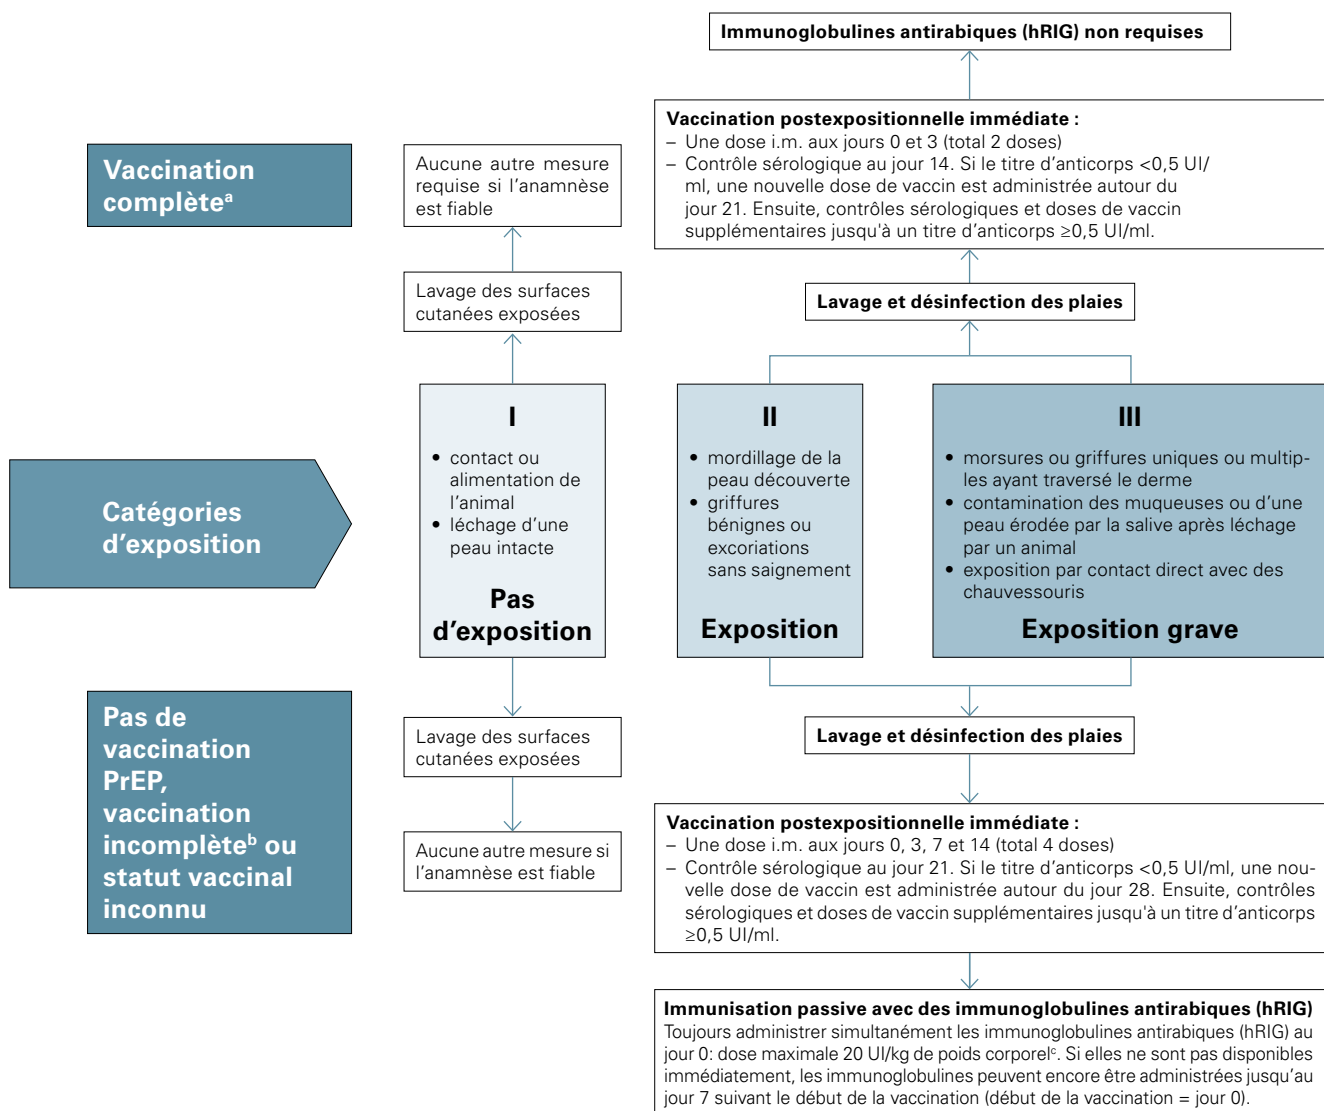 Immunoglobulines antirabiques (hRIG) non requises
Vaccination
complèteᵃ
Aucune autre mesure
requise si l'anamnèse
est fiable
Vaccination postexpositionnelle immédiate :
– Une dose i.m. aux jours 0 et 3 (total 2 doses)
– Contrôle sérologique au jour 14. Si le titre d'anticorps <0,5 UI/
ml, une nouvelle dose de vaccin est administrée autour du
jour 21. Ensuite, contrôles sérologiques et doses de vaccin
supplémentaires jusqu'à un titre d'anticorps ≥0,5 UI/ml.
Lavage des surfaces
cutanées exposées
Lavage et désinfection des plaies
Catégories
d'exposition
I
• contact ou
alimentation de
l'animal
• léchage d'une
peau intacte
Pas
d'exposition
II
• mordillage de la
peau découverte
• griffures
bénignes ou
excoriations
sans saignement
Exposition
III
• morsures ou griffures uniques ou multip-
les ayant traversé le derme
• contamination des muqueuses ou d'une
peau érodée par la salive après léchage
par un animal
• exposition par contact direct avec des
chauvessouris
Exposition grave
Pas de
vaccination
PrEP,
vaccination
incomplèteᵇ ou
statut vaccinal
inconnu
Lavage des surfaces
cutanées exposées
Aucune autre mesure si
l'anamnèse est fiable
Lavage et désinfection des plaies
Vaccination postexpositionnelle immédiate :
– Une dose i.m. aux jours 0, 3, 7 et 14 (total 4 doses)
– Contrôle sérologique au jour 21. Si le titre d'anticorps <0,5 UI/ml, une nou-
velle dose de vaccin est administrée autour du jour 28. Ensuite, contrôles
sérologiques et doses de vaccin supplémentaires jusqu'à un titre d'anticorps
≥0,5 UI/ml.
Immunisation passive avec des immunoglobulines antirabiques (hRIG)
Toujours administrer simultanément les immunoglobulines antirabiques (hRIG) au
jour 0: dose maximale 20 UI/kg de poids corporelᶜ. Si elles ne sont pas disponibles
immédiatement, les immunoglobulines peuvent encore être administrées jusqu'au
jour 7 suivant le début de la vaccination (début de la vaccination = jour 0).